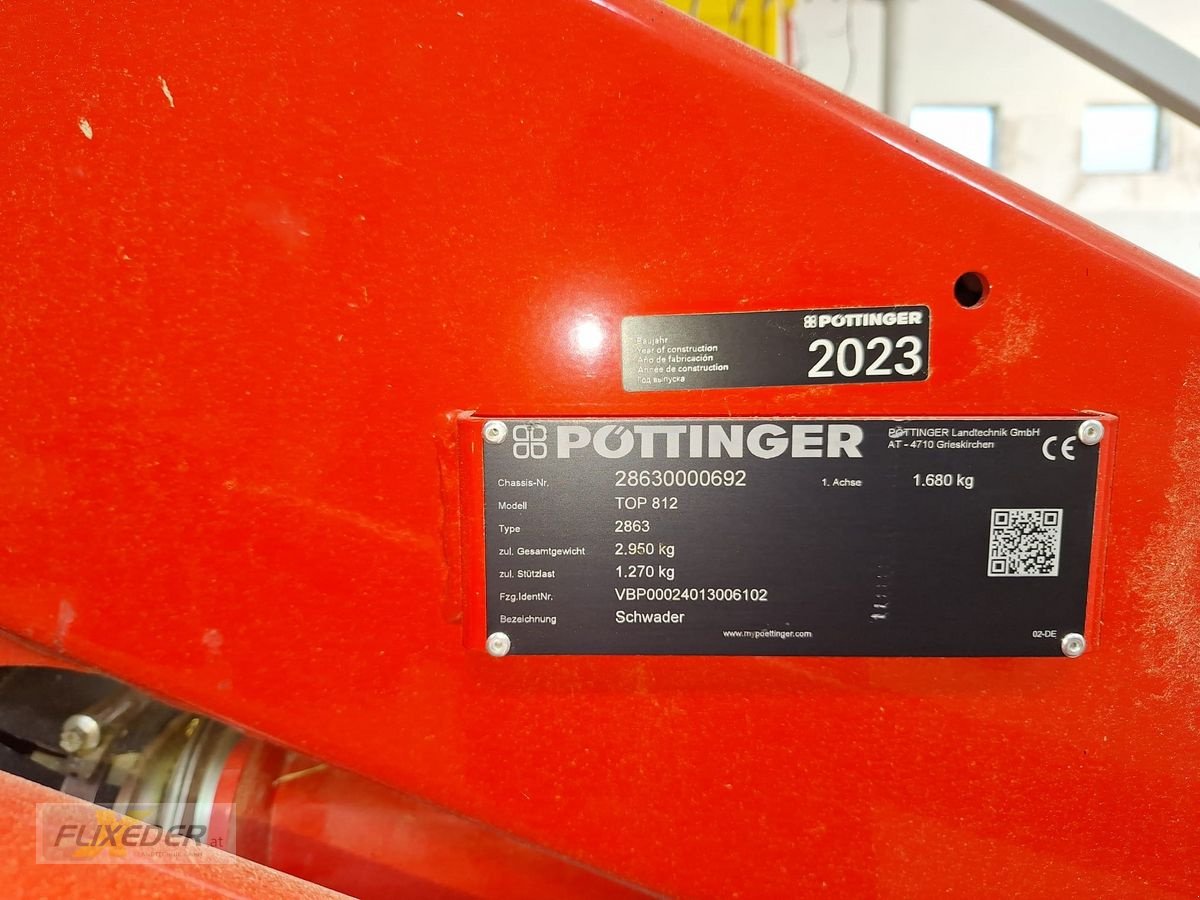 PÖTTINGER
Baujahr
Year of construction
Año de fabricación
Année de construction
Год выпуска
2023
PÖTTINGER
PÖTTINGER Landtechnik GmbH
AT - 4710 Grieskirchen
CE
Chassis-Nr. 28630000692 1. Achse 1.680 kg
Modell TOP 812
Type 2863
zul. Gesamtgewicht 2.950 kg
zul. Stützlast 1.270 kg
Fzg.IdentNr. VBP00024013006102
Bezeichnung Schwader
www.mypoettinger.com 02-DE
FLIXEDER.at
LANDTECHNIK GMBH